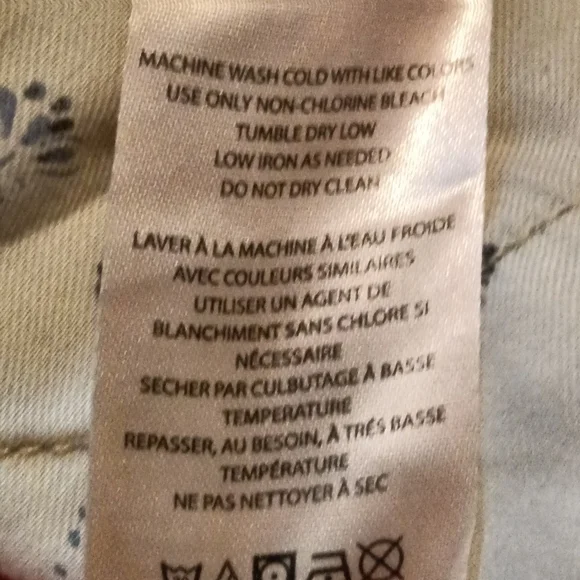 MACHINE WASH COLD WITH LIKE COLORS
USE ONLY NON-CHLORINE BLEACH
TUMBLE DRY LOW
LOW IRON AS NEEDED
DO NOT DRY CLEAN
LAVER À LA MACHINE À L'EAU FROIDE
AVEC COULEURS SIMILAIRES
UTILISER UN AGENT DE
BLANCHIMENT SANS CHLORE SI
NÉCESSAIRE
SECHER PAR CULBUTAGE À BASSE
TEMPERATURE
REPASSER, AU BESOIN, À TRÉS BASSE
TEMPÉRATURE
NE PAS NETTOYER À SEC